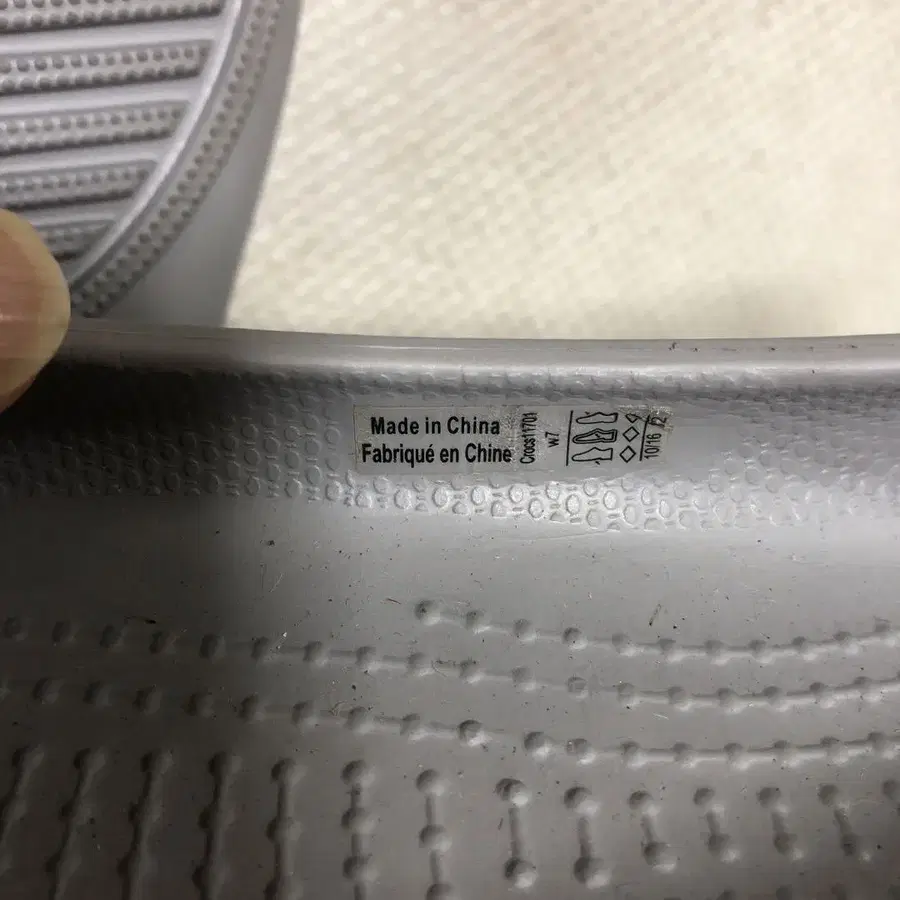 Made in China
Fabriqué en Chine
Crocs11701
w7
10/16